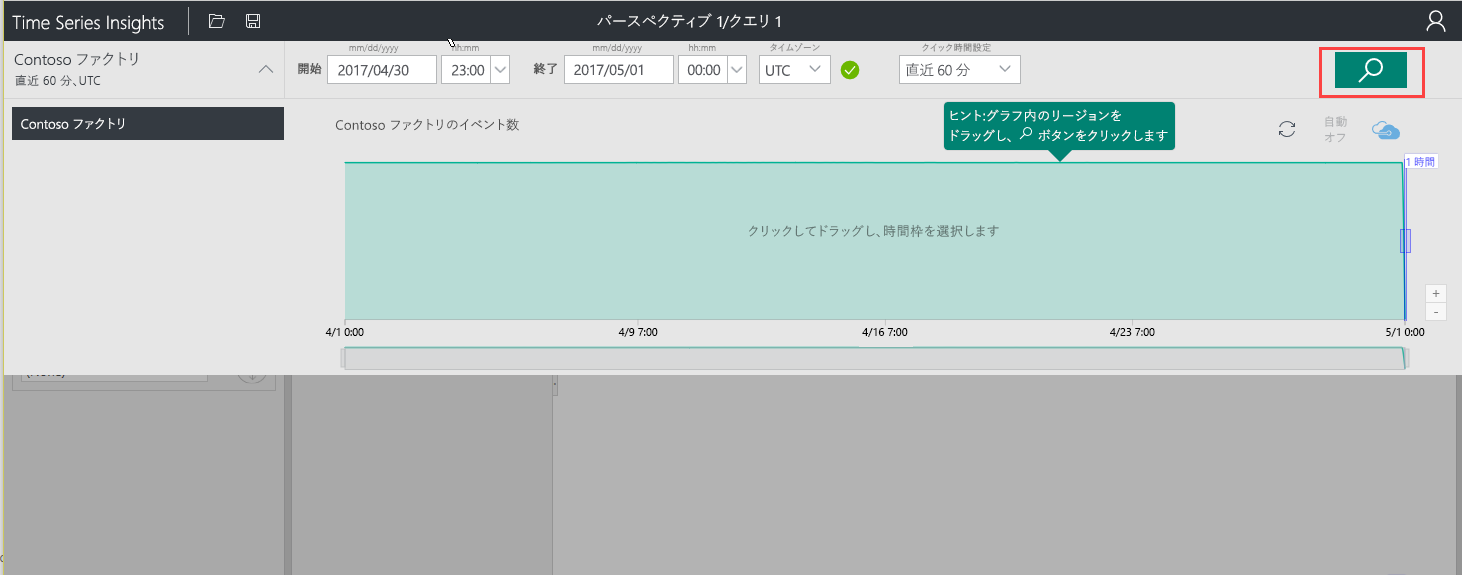 Time Series Insights
パースペクティブ 1/クエリ 1
Contoso ファクトリ
直近 60 分、UTC
mm/dd/yyyy
hh:mm
mm/dd/yyyy
hh:mm
タイムゾーン
クイック時間設定
開始
2017/04/30
23:00
終了
2017/05/01
00:00
UTC
直近 60 分
Contoso ファクトリ
Contoso ファクトリのイベント数
ヒント:グラフ内のリージョンを
ドラッグし、 ボタンをクリックします
自動
オフ
1 時間
クリックしてドラッグし、時間枠を選択します
+
-
4/1 0:00
4/9 7:00
4/16 7:00
4/23 7:00
5/1 0:00